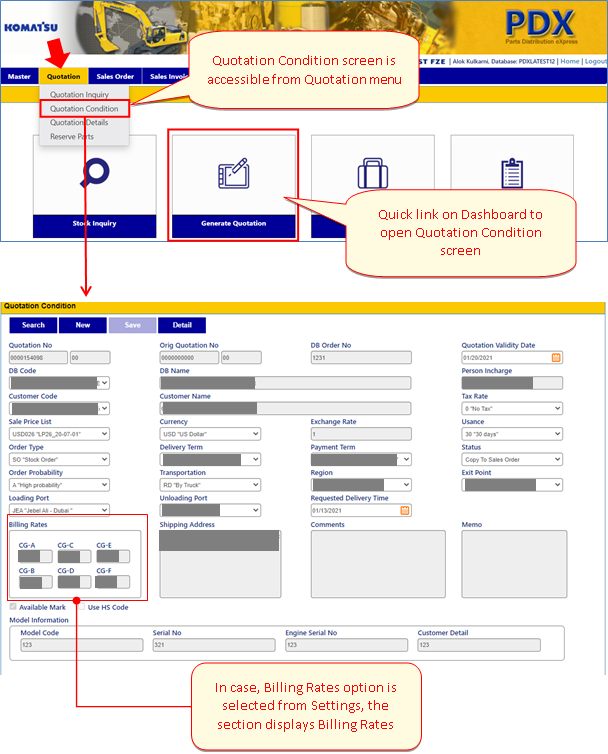 KOMATSU
PDX
Parts Distribution eXpress
ST FZE | Alok Kulkarni, Database: PDXLATEST12 | Home | Logout
Master Quotation Sales Order Sales Invoi
Quotation Condition screen is
accessible from Quotation menu
Quotation Inquiry
Quotation Condition
Quotation Details
Reserve Parts
Stock Inquiry
Generate Quotation
Quick link on Dashboard to
open Quotation Condition
screen
Quotation Condition
Search New Save Detail
Quotation No Orig Quotation No DB Order No Quotation Validity Date
0000154098 00 0000000000 00 1231 01/20/2021
DB Code DB Name Person Incharge
Customer Code Customer Name Tax Rate
0 "No Tax"
Sale Price List Currency Exchange Rate Usance
USD026 "LP26_20-07-01" USD "US Dollar" 1 30 "30 days"
Order Type Delivery Term Payment Term Status
SO "Stock Order" Copy To Sales Order
Order Probability Transportation Region Exit Point
A "High probability" RD "By Truck"
Loading Port Unloading Port Requested Delivery Time
JEA "Jebel Ali - Dubai " 01/13/2021
Billing Rates Shipping Address Comments Memo
CG-A CG-C CG-E
CG-B CG-D CG-F
Available Mark Use HS Code
Model Information
Model Code Serial No Engine Serial No Customer Detail
123 321 123 123
In case, Billing Rates option is
selected from Settings, the
section displays Billing Rates